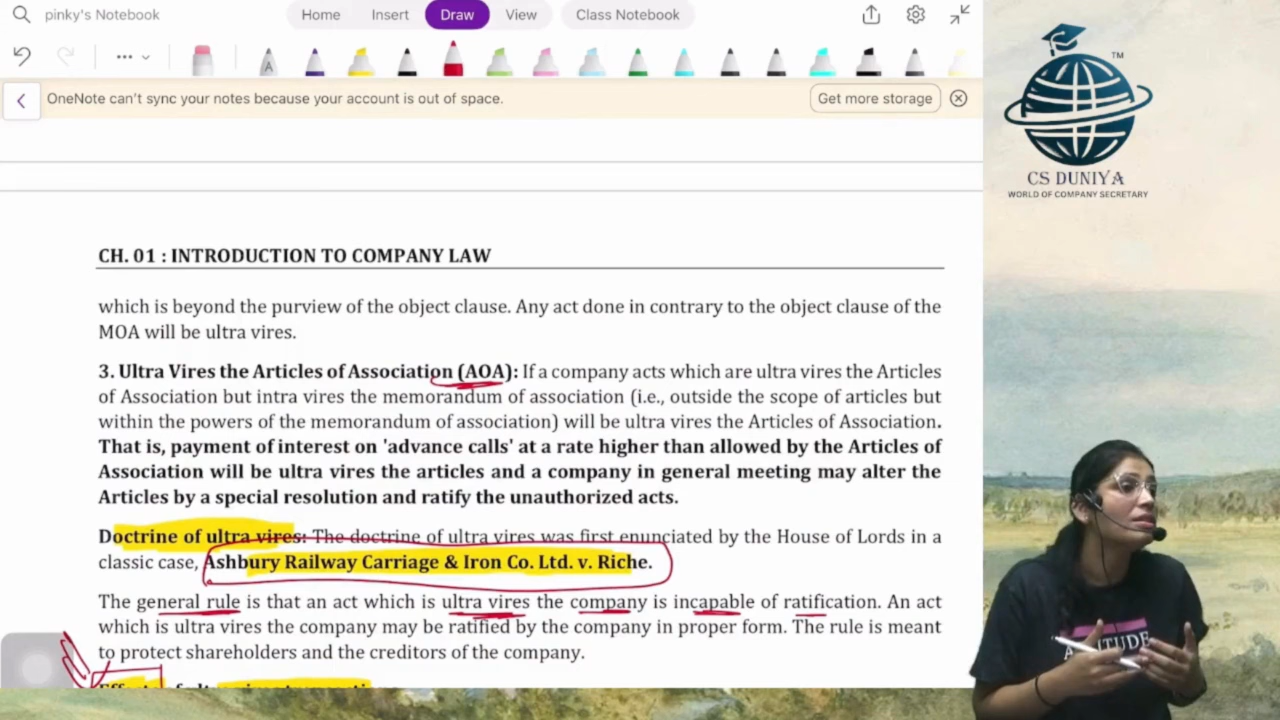 pinky's Notebook
Home
Insert
Draw
View
Class Notebook
A
OneNote can't sync your notes because your account is out of space.
Get more storage
TM
CS DUNIYA
WORLD OF COMPANY SECRETARY
CH. 01 : INTRODUCTION TO COMPANY LAW
which is beyond the purview of the object clause. Any act done in contrary to the object clause of the
MOA will be ultra vires.
3. Ultra Vires the Articles of Association (AOA): If a company acts which are ultra vires the Articles
of Association but intra vires the memorandum of association (i.e., outside the scope of articles but
within the powers of the memorandum of association) will be ultra vires the Articles of Association.
That is, payment of interest on 'advance calls' at a rate higher than allowed by the Articles of
Association will be ultra vires the articles and a company in general meeting may alter the
Articles by a special resolution and ratify the unauthorized acts.
Doctrine of ultra vires: The doctrine of ultra vires was first enunciated by the House of Lords in a
classic case, Ashbury Railway Carriage & Iron Co. Ltd. v. Riche.
The general rule is that an act which is ultra vires the company is incapable of ratification. An act
which is ultra vires the company may be ratified by the company in proper form. The rule is meant
to protect shareholders and the creditors of the company.